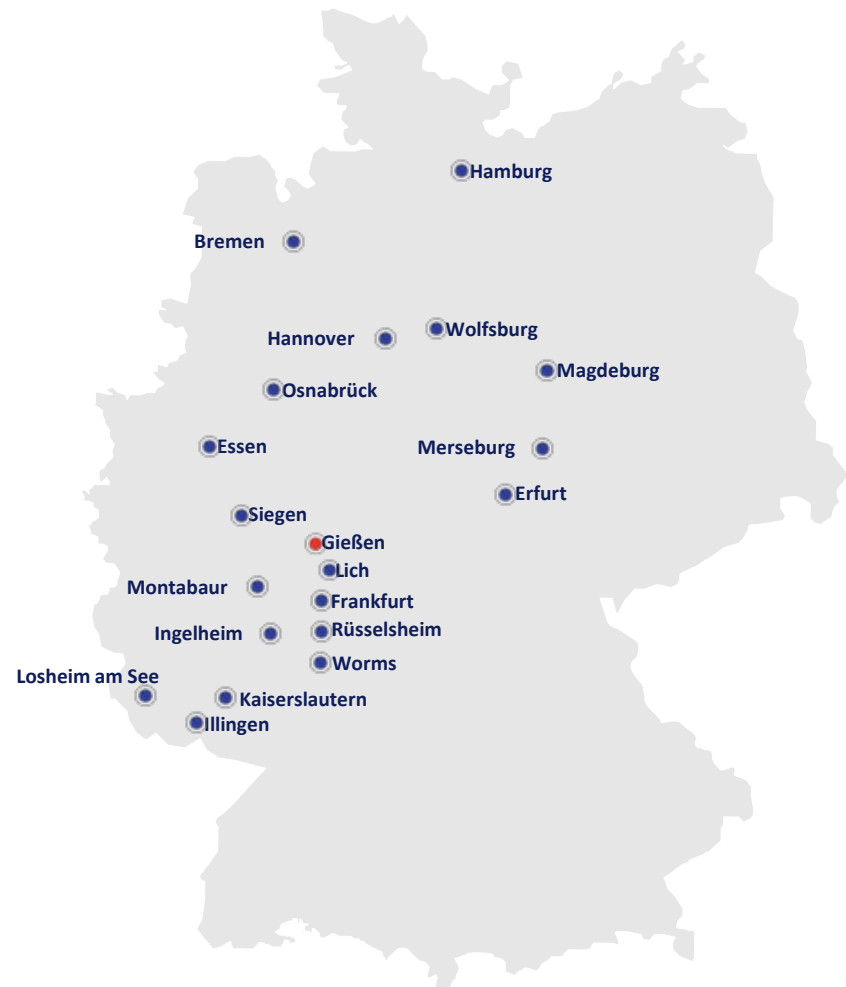 Hamburg
Bremen
Wolfsburg
Hannover
Magdeburg
Osnabrück
Essen
Merseburg
Erfurt
Siegen
Gießen
Lich
Montabaur
Frankfurt
Rüsselsheim
Ingelheim
Worms
Losheim am See
Kaiserslautern
Illingen